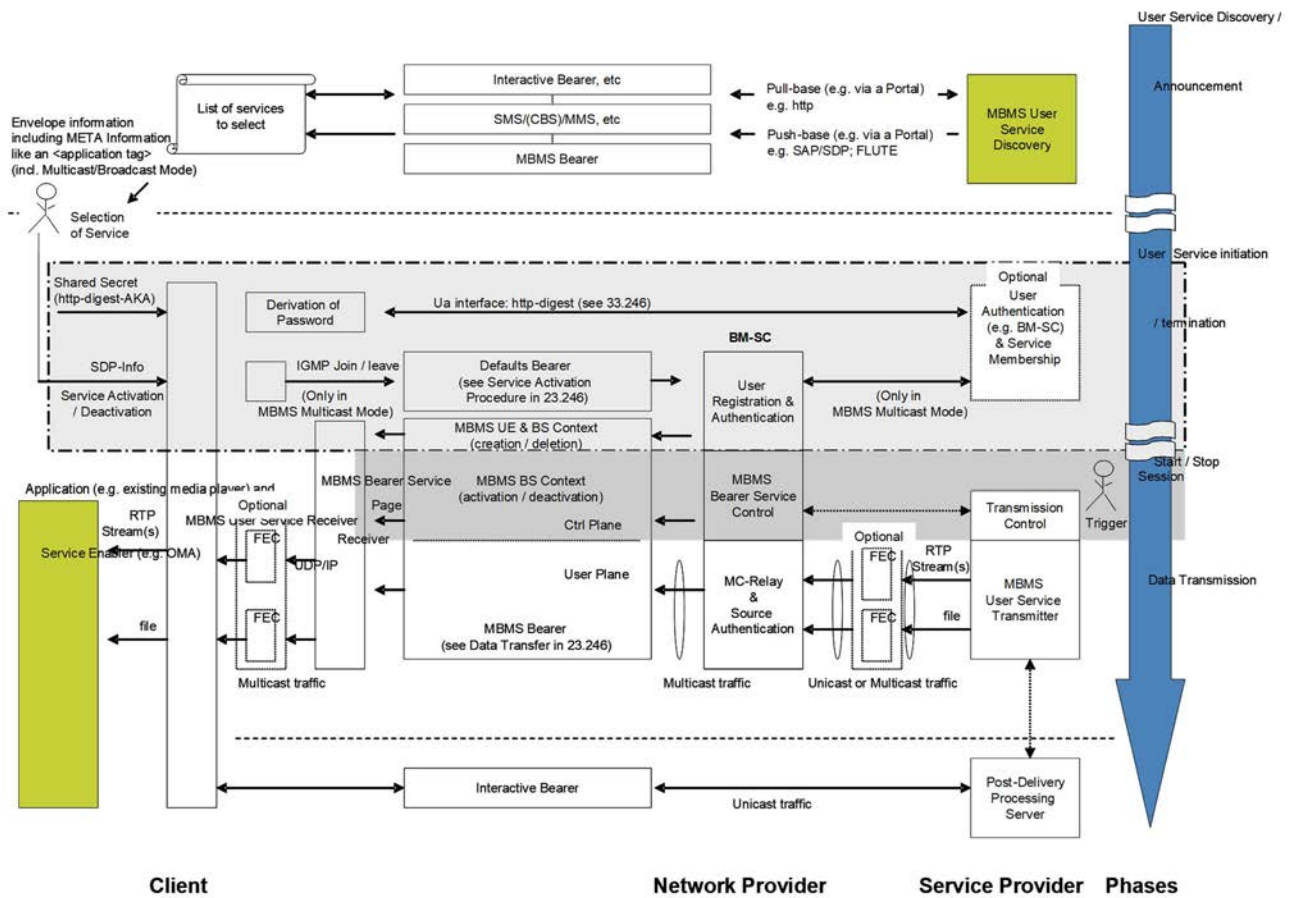 User Service Discovery /
Announcement
Interactive Bearer, etc
SMS/(CBS)/MMS, etc
MBMS Bearer
List of services
to select
Pull-base (e.g. via a Portal)
e.g. http
Push-base (e.g. via a Portal)
e.g. SAP/SDP; FLUTE
MBMS User
Service
Discovery
Envelope information
including META Information
like an <application tag>
(incl. Multicast/Broadcast Mode)
Selection
of Service
User Service initiation
/ termination
Shared Secret
(http-digest-AKA)
Derivation of
Password
Ua interface: http-digest (see 33.246)
Optional
User
Authentication
(e.g. BM-SC)
& Service
Membership
BM-SC
SDP-Info
Service Activation
/ Deactivation
IGMP Join / leave
(Only in
MBMS Multicast Mode)
Defaults Bearer
(see Service Activation
Procedure in 23.246)
User
Registration &
Authentication
(Only in
MBMS Multicast Mode)
MBMS UE & BS Context
(creation / deletion)
Start / Stop
Session
MBMS Bearer Service
Receiver
MBMS BS Context
(activation / deactivation)
Page
Ctrl Plane
MBMS
Bearer Service
Control
Transmission
Control
Trigger
Application (e.g. existing media player) and
Service Enabler (e.g. OMA)
RTP
Stream(s)
file
Optional
MBMS User Service Receiver
FEC
FEC
UDP/IP
User Plane
MBMS Bearer
(see Data Transfer in 23.246)
MC-Relay
&
Source
Authentication
Optional
FEC
FEC
RTP
Stream(s)
file
MBMS
User Service
Transmitter
Data Transmission
Multicast traffic
Multicast traffic
Unicast or Multicast traffic
Interactive Bearer
Unicast traffic
Post-Delivery
Processing
Server
Client
Network Provider
Service Provider
Phases